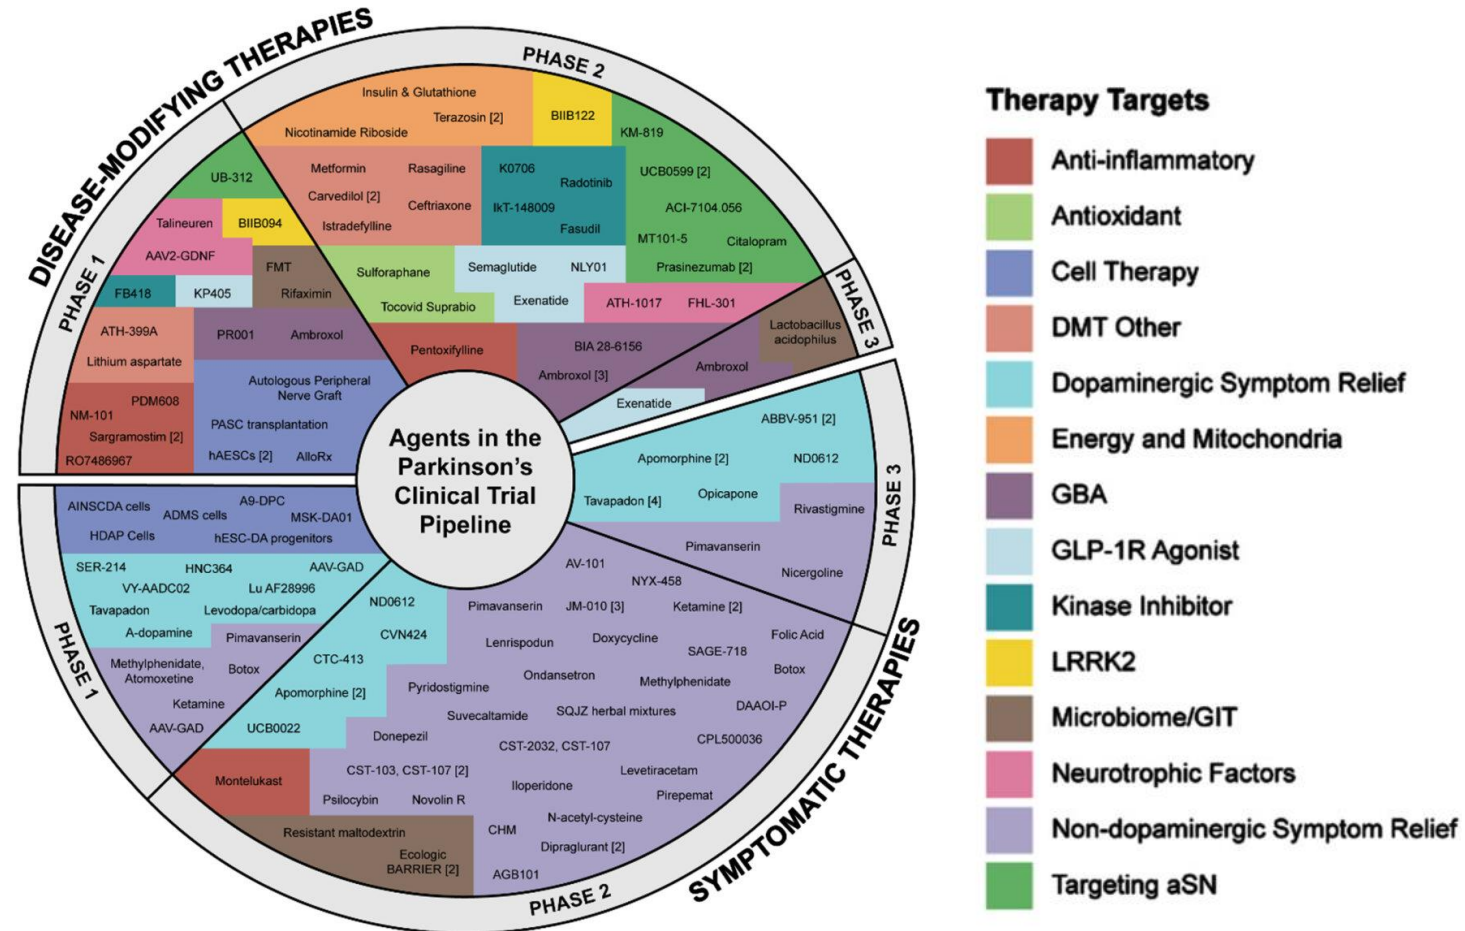 DISEASE-MODIFYING THERAPIES
PHASE 2
Insulin & Glutathione
Terazosin [2]
Nicotinamide Riboside
BIIB122
KM-819
UCB0599 [2]
ACI-7104.056
MT101-5
Citalopram
Prasinezumab [2]
Metformin
Rasagiline
Carvedilol [2]
Ceftriaxone
Istradefylline
K0706
Radotinib
IkT-148009
Fasudil
Sulforaphane
Tocovid Suprabio
Semaglutide
NLY01
Exenatide
ATH-1017
FHL-301
Pentoxifylline
BIA 28-6156
Ambroxol [3]
PHASE 3
Lactobacillus
acidophilus
Ambroxol
Exenatide
PHASE 1
UB-312
Talineuren
BIIB094
AAV2-GDNF
FMT
Rifaximin
FB418
KP405
ATH-399A
Lithium aspartate
PR001
Ambroxol
PDM608
NM-101
Sargramostim [2]
RO7486967
Autologous Peripheral
Nerve Graft
PASC transplantation
hAESCs [2]
AlloRx
Agents in the
Parkinson's
Clinical Trial
Pipeline
SYMPTOMATIC THERAPIES
PHASE 3
ABBV-951 [2]
Apomorphine [2]
ND0612
Tavapadon [4]
Opicapone
Rivastigmine
Pimavanserin
Nicergoline
PHASE 1
AINSCDA cells
A9-DPC
ADMS cells
MSK-DA01
HDAP Cells
hESC-DA progenitors
SER-214
HNC364
AAV-GAD
VY-AADC02
Lu AF28996
Tavapadon
Levodopa/carbidopa
A-dopamine
Pimavanserin
Methylphenidate,
Atomoxetine
Botox
Ketamine
AAV-GAD
PHASE 2
ND0612
CVN424
CTC-413
Apomorphine [2]
UCB0022
AV-101
NYX-458
Pimavanserin
JM-010 [3]
Ketamine [2]
Lenrispodun
Doxycycline
Folic Acid
SAGE-718
Ondansetron
Botox
Pyridostigmine
Methylphenidate
Suvecaltamide
SQJZ herbal mixtures
DAAOI-P
Donepezil
CST-2032, CST-107
CPL500036
CST-103, CST-107 [2]
Levetiracetam
Iloperidone
Psilocybin
Novolin R
Pirepemat
N-acetyl-cysteine
CHM
Dipraglurant [2]
AGB101
Montelukast
Resistant maltodextrin
Ecologic
BARRIER [2]
Therapy Targets
Anti-inflammatory
Antioxidant
Cell Therapy
DMT Other
Dopaminergic Symptom Relief
Energy and Mitochondria
GBA
GLP-1R Agonist
Kinase Inhibitor
LRRK2
Microbiome/GIT
Neurotrophic Factors
Non-dopaminergic Symptom Relief
Targeting aSN